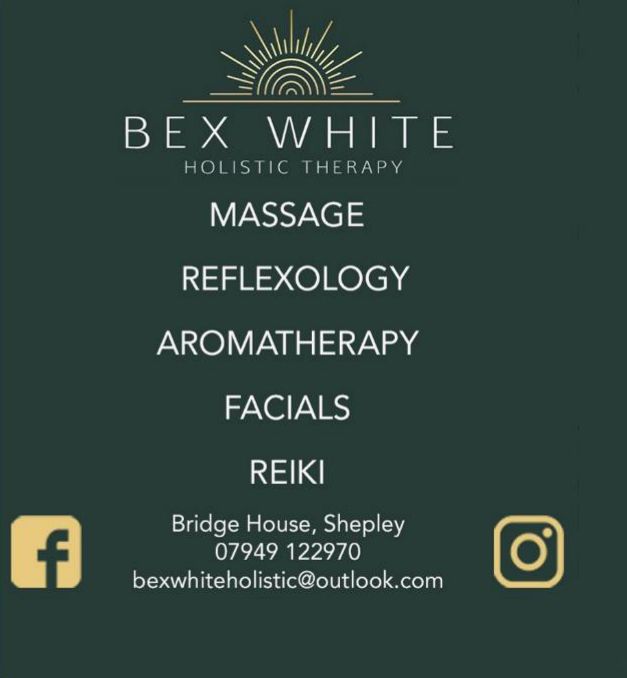 BEX WHITE
HOLISTIC THERAPY
MASSAGE
REFLEXOLOGY
AROMATHERAPY
FACIALS
REIKI
Bridge House, Shepley
07949 122970
bexwhiteholistic@outlook.com